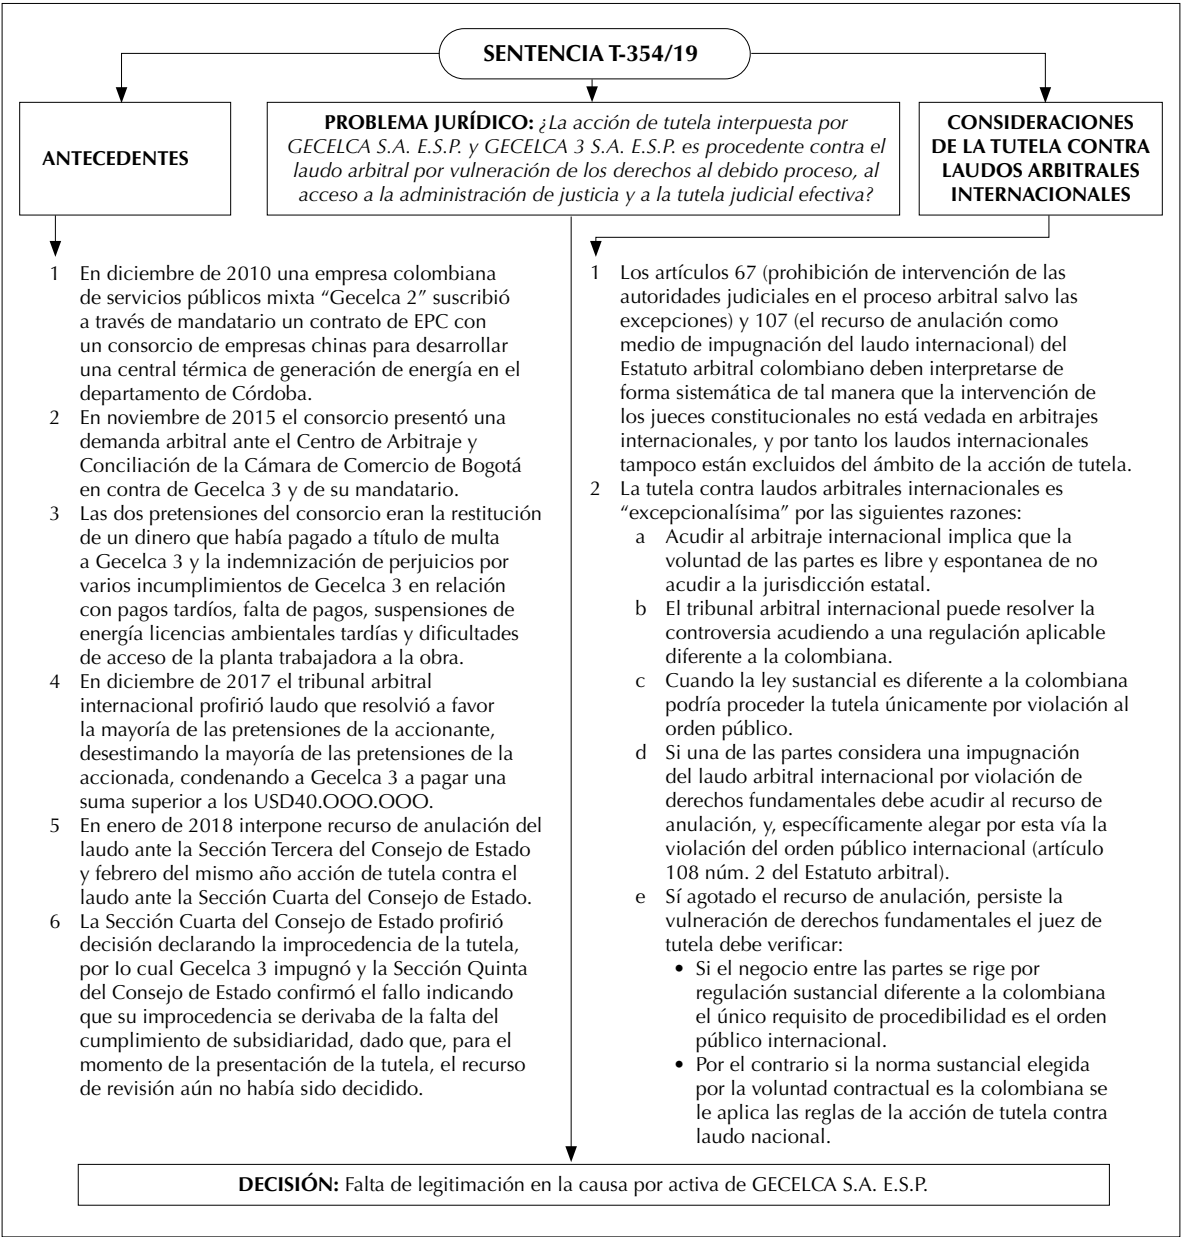 SENTENCIA T-354/19
ANTECEDENTES
PROBLEMA JURÍDICO: ¿La acción de tutela interpuesta por
GECELCA S.A. E.S.P. y GECELCA 3 S.A. E.S.P. es procedente contra el
laudo arbitral por vulneración de los derechos al debido proceso, al
acceso a la administración de justicia y a la tutela judicial efectiva?
CONSIDERACIONES
DE LA TUTELA CONTRA
LAUDOS ARBITRALES
INTERNACIONALES
1 En diciembre de 2010 una empresa colombiana
de servicios públicos mixta “Gecelca 2” suscribió
a través de mandatario un contrato de EPC con
un consorcio de empresas chinas para desarrollar
una central térmica de generación de energía en el
departamento de Córdoba.
2 En noviembre de 2015 el consorcio presentó una
demanda arbitral ante el Centro de Arbitraje y
Conciliación de la Cámara de Comercio de Bogotá
en contra de Gecelca 3 y de su mandatario.
3 Las dos pretensiones del consorcio eran la restitución
de un dinero que había pagado a título de multa
a Gecelca 3 y la indemnización de perjuicios por
varios incumplimientos de Gecelca 3 en relación
con pagos tardíos, falta de pagos, suspensiones de
energía licencias ambientales tardías y dificultades
de acceso de la planta trabajadora a la obra.
4 En diciembre de 2017 el tribunal arbitral
internacional profirió laudo que resolvió a favor
la mayoría de las pretensiones de la accionante,
desestimando la mayoría de las pretensiones de la
accionada, condenando a Gecelca 3 a pagar una
suma superior a los USD40.OOO.OOO.
5 En enero de 2018 interpone recurso de anulación del
laudo ante la Sección Tercera del Consejo de Estado
y febrero del mismo año acción de tutela contra el
laudo ante la Sección Cuarta del Consejo de Estado.
6 La Sección Cuarta del Consejo de Estado profirió
decisión declarando la improcedencia de la tutela,
por Io cual Gecelca 3 impugnó y la Sección Quinta
del Consejo de Estado confirmó el fallo indicando
que su improcedencia se derivaba de la falta del
cumplimiento de subsidiaridad, dado que, para el
momento de la presentación de la tutela, el recurso
de revisión aún no había sido decidido.
1 Los artículos 67 (prohibición de intervención de las
autoridades judiciales en el proceso arbitral salvo las
excepciones) y 107 (el recurso de anulación como
medio de impugnación del laudo internacional) del
Estatuto arbitral colombiano deben interpretarse de
forma sistemática de tal manera que la intervención de
los jueces constitucionales no está vedada en arbitrajes
internacionales, y por tanto los laudos internacionales
tampoco están excluidos del ámbito de la acción de tutela.
2 La tutela contra laudos arbitrales internacionales es
“excepcionalísima” por las siguientes razones:
a Acudir al arbitraje internacional implica que la
voluntad de las partes es libre y espontanea de no
acudir a la jurisdicción estatal.
b El tribunal arbitral internacional puede resolver la
controversia acudiendo a una regulación aplicable
diferente a la colombiana.
c Cuando la ley sustancial es diferente a la colombiana
podría proceder la tutela únicamente por violación al
orden público.
d Si una de las partes considera una impugnación
del laudo arbitral internacional por violación de
derechos fundamentales debe acudir al recurso de
anulación, y, específicamente alegar por esta vía la
violación del orden público internacional (artículo
108 núm. 2 del Estatuto arbitral).
e Sí agotado el recurso de anulación, persiste la
vulneración de derechos fundamentales el juez de
tutela debe verificar:
• Si el negocio entre las partes se rige por
regulación sustancial diferente a la colombiana
el único requisito de procedibilidad es el orden
público internacional.
• Por el contrario si la norma sustancial elegida
por la voluntad contractual es la colombiana se
le aplica las reglas de la acción de tutela contra
laudo nacional.
DECISIÓN: Falta de legitimación en la causa por activa de GECELCA S.A. E.S.P.